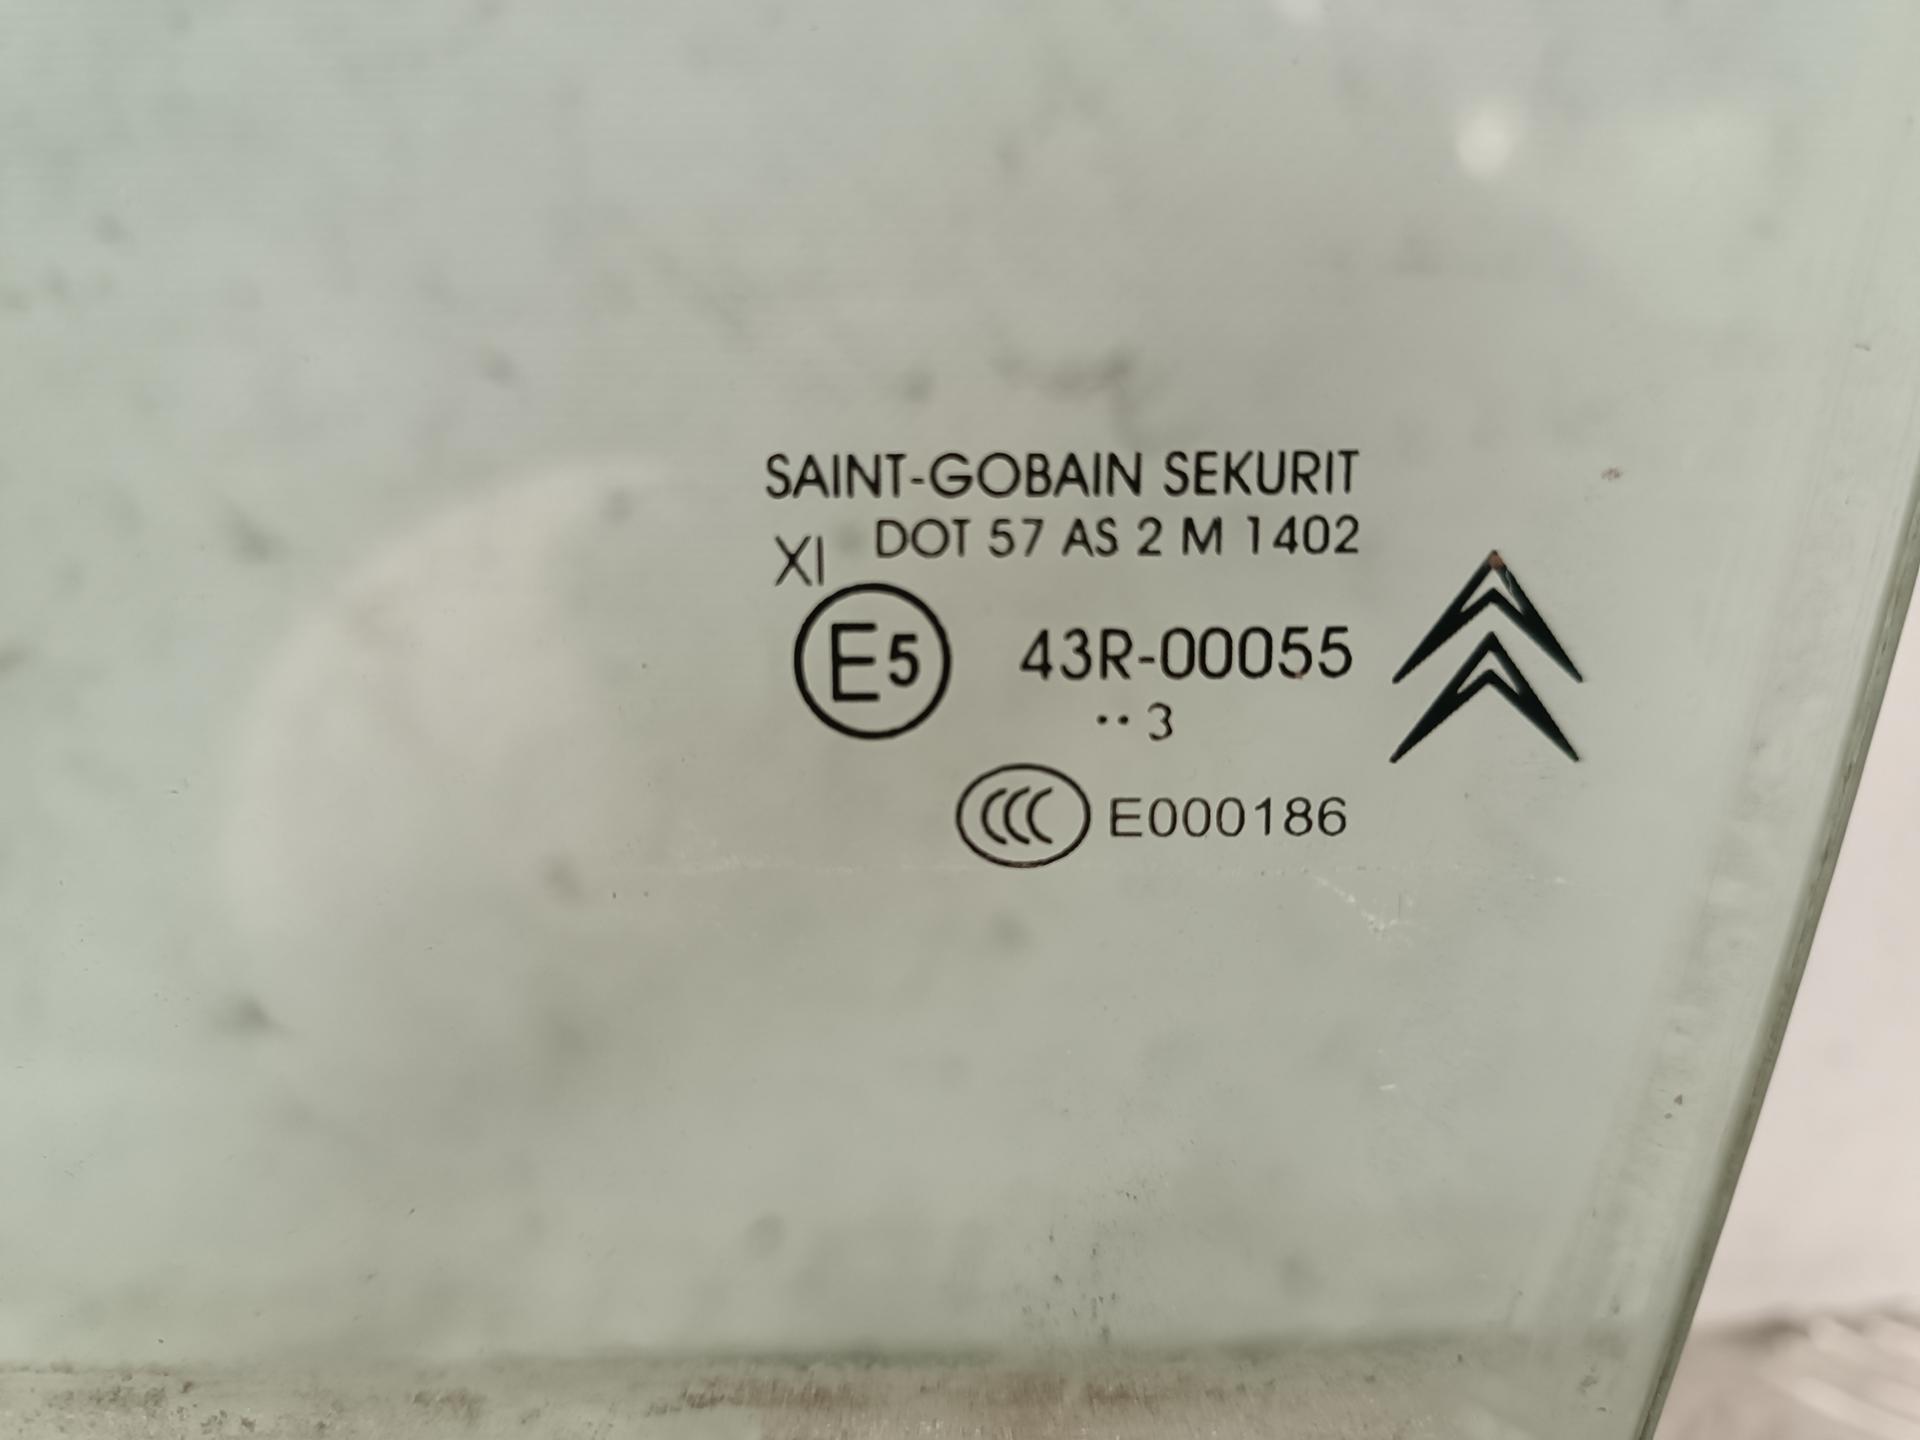 SAINT-GOBAIN SEKURIT
XI DOT 57 AS 2 M 1402
E5 43R-00055
··3
CCC E000186